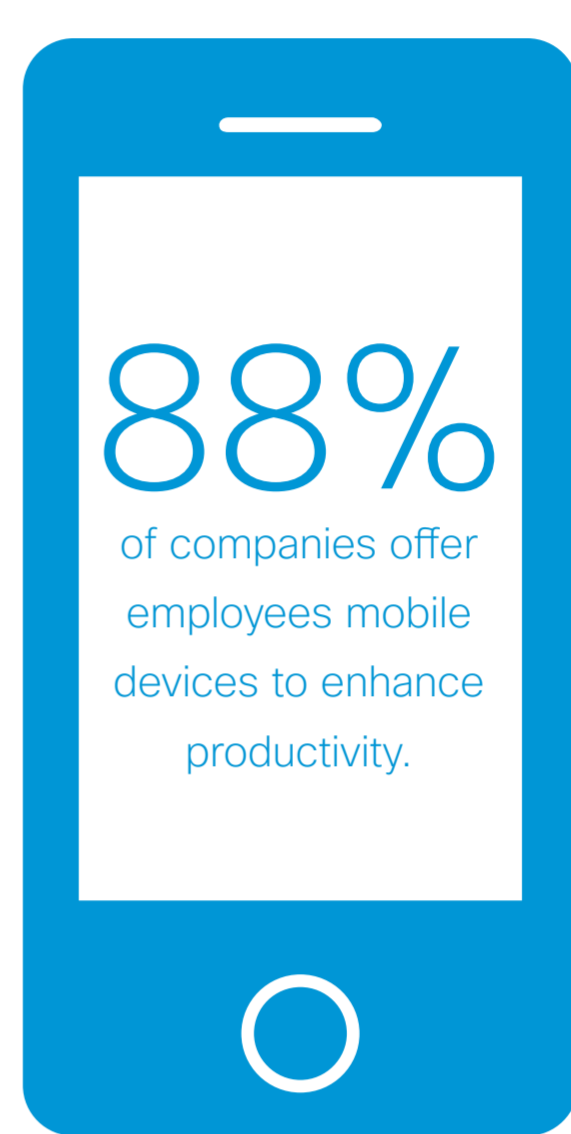 88%
of companies offer
employees mobile
devices to enhance
productivity.